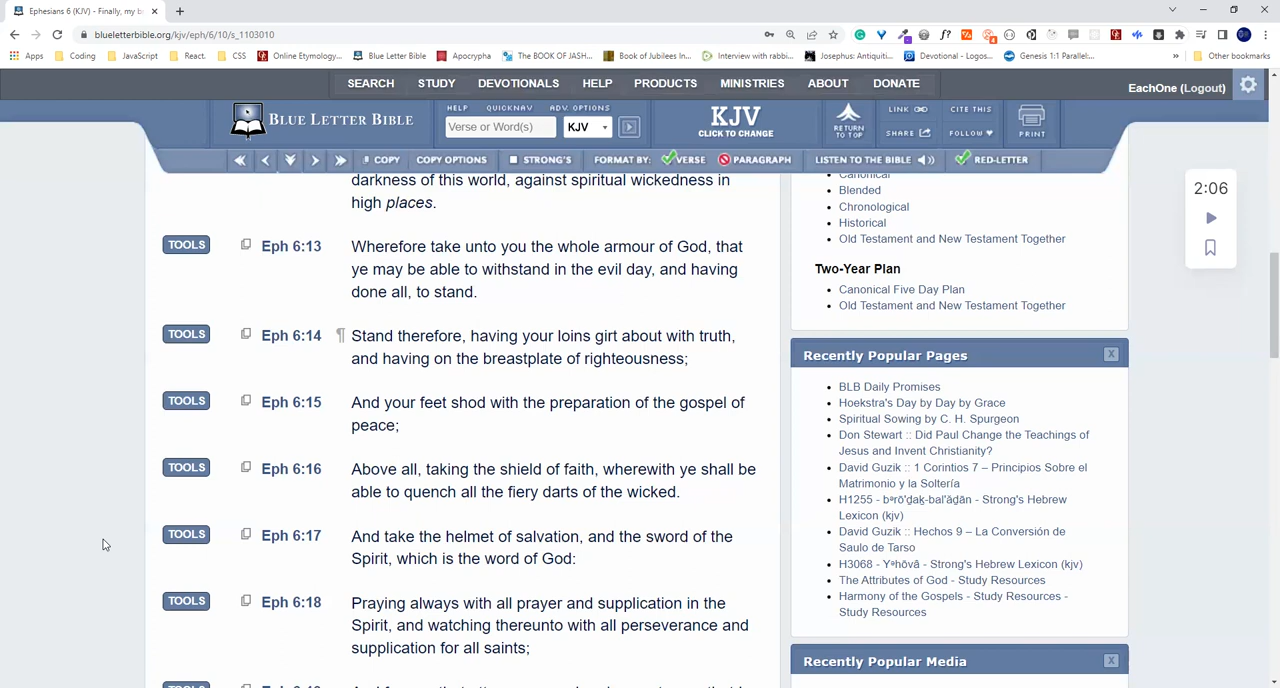 Ephesians 6 (KJV) - Finally, my b
blueletterbible.org/kjv/eph/6/10/s_1103010
Apps
Coding
JavaScript
React.
CSS
Online Etymology...
Blue Letter Bible
Apocrypha
The BOOK OF JASH...
Book of Jubilees In...
Interview with rabbi...
Josephus: Antiquiti...
Devotional - Logos...
Genesis 1:1 Parallel:...
»
Other bookmarks
SEARCH
STUDY
DEVOTIONALS
HELP
PRODUCTS
MINISTRIES
ABOUT
DONATE
EachOne (Logout)
BLUE LETTER BIBLE
HELP
QUICKNAV
ADV. OPTIONS
Verse or Word(s)
KJV
KJV
CLICK TO CHANGE
RETURN
TO TOP
LINK
SHARE
CITE THIS
FOLLOW
PRINT
COPY
COPY OPTIONS
STRONG'S
FORMAT BY:
VERSE
PARAGRAPH
LISTEN TO THE BIBLE
RED-LETTER
darkness of this world, against spiritual wickedness in
high places.
TOOLS
Eph 6:13
Wherefore take unto you the whole armour of God, that
ye may be able to withstand in the evil day, and having
done all, to stand.
TOOLS
Eph 6:14
¶ Stand therefore, having your loins girt about with truth,
and having on the breastplate of righteousness;
TOOLS
Eph 6:15
And your feet shod with the preparation of the gospel of
peace;
TOOLS
Eph 6:16
Above all, taking the shield of faith, wherewith ye shall be
able to quench all the fiery darts of the wicked.
TOOLS
Eph 6:17
And take the helmet of salvation, and the sword of the
Spirit, which is the word of God:
TOOLS
Eph 6:18
Praying always with all prayer and supplication in the
Spirit, and watching thereunto with all perseverance and
supplication for all saints;
Canonical
Blended
Chronological
Historical
Old Testament and New Testament Together
Two-Year Plan
Canonical Five Day Plan
Old Testament and New Testament Together
Recently Popular Pages
X
BLB Daily Promises
Hoekstra's Day by Day by Grace
Spiritual Sowing by C. H. Spurgeon
Don Stewart :: Did Paul Change the Teachings of
Jesus and Invent Christianity?
David Guzik :: 1 Corintios 7 – Principios Sobre el
Matrimonio y la Soltería
H1255 - bᵊrō'ḏaḵ-bal'ăḏān - Strong's Hebrew
Lexicon (kjv)
David Guzik :: Hechos 9 – La Conversión de
Saulo de Tarso
H3068 - Yᵊhōvâ - Strong's Hebrew Lexicon (kjv)
The Attributes of God - Study Resources
Harmony of the Gospels - Study Resources -
Study Resources
Recently Popular Media
X
2:06